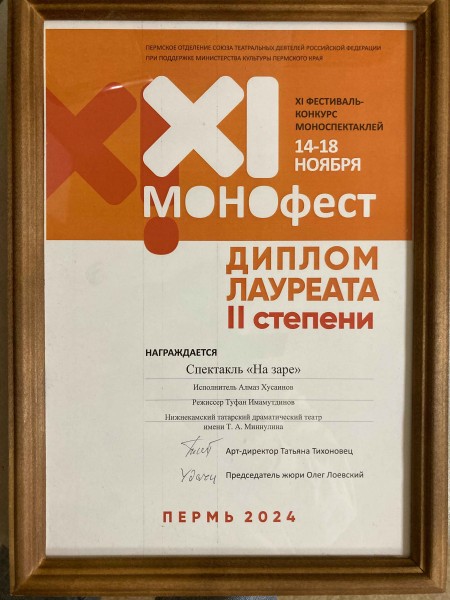 ПЕРМСКОЕ ОТДЕЛЕНИЕ СОЮЗА ТЕАТРАЛЬНЫХ ДЕЯТЕЛЕЙ РОССИЙСКОЙ ФЕДЕРАЦИИ
ПРИ ПОДДЕРЖКЕ МИНИСТЕРСТВА КУЛЬТУРЫ ПЕРМСКОГО КРАЯ
XI
XI ФЕСТИВАЛЬ-
КОНКУРС
МОНОСПЕКТАКЛЕЙ
14-18
НОЯБРЯ
МОНОфест
ДИПЛОМ
ЛАУРЕАТА
II степени
НАГРАЖДАЕТСЯ
Спектакль «На заре»
Исполнитель Алмаз Хусаинов
Режиссер Туфан Имамутдинов
Нижнекамский татарский драматический театр
имени Т. А. Миннулина
Арт-директор Татьяна Тихоновец
Председатель жюри Олег Лоевский
ПЕРМЬ 2024